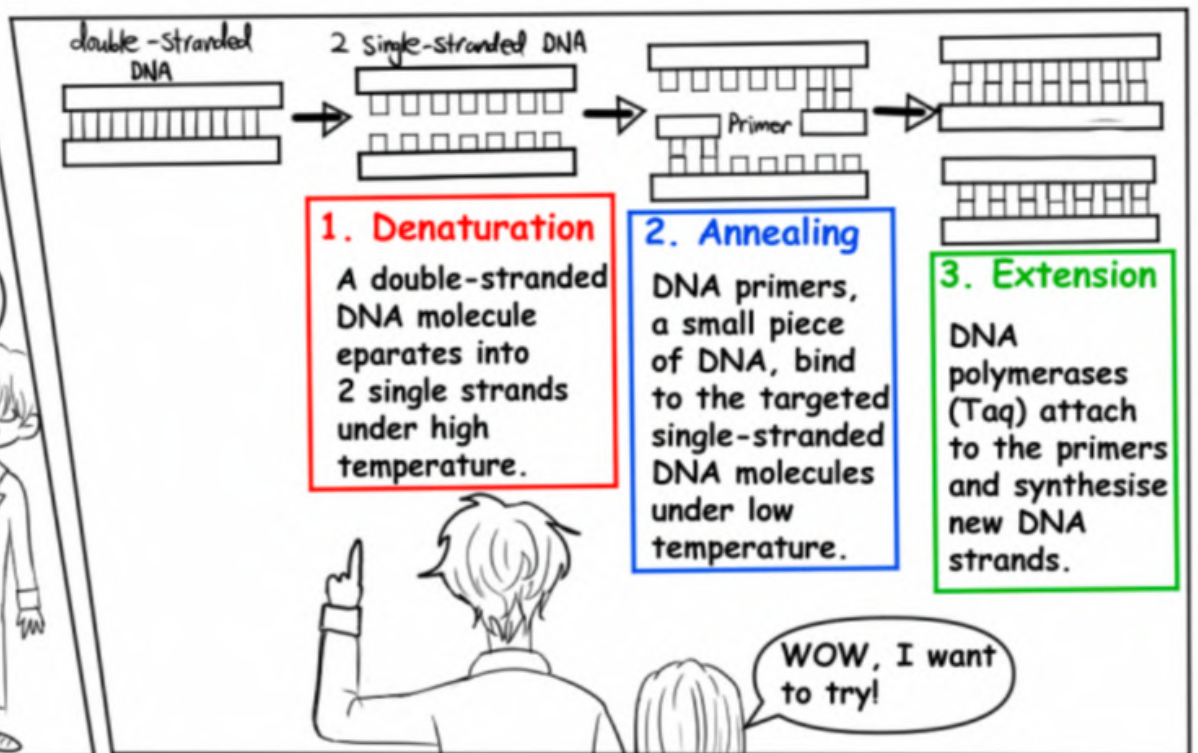 double-stranded
DNA
2 single-stranded DNA
Primer
1. Denaturation
A double-stranded
DNA molecule
eparates into
2 single strands
under high
temperature.
2. Annealing
DNA primers,
a small piece
of DNA, bind
to the targeted
single-stranded
DNA molecules
under low
temperature.
3. Extension
DNA
polymerases
(Taq) attach
to the primers
and synthesise
new DNA
strands.
WOW, I want
to try!